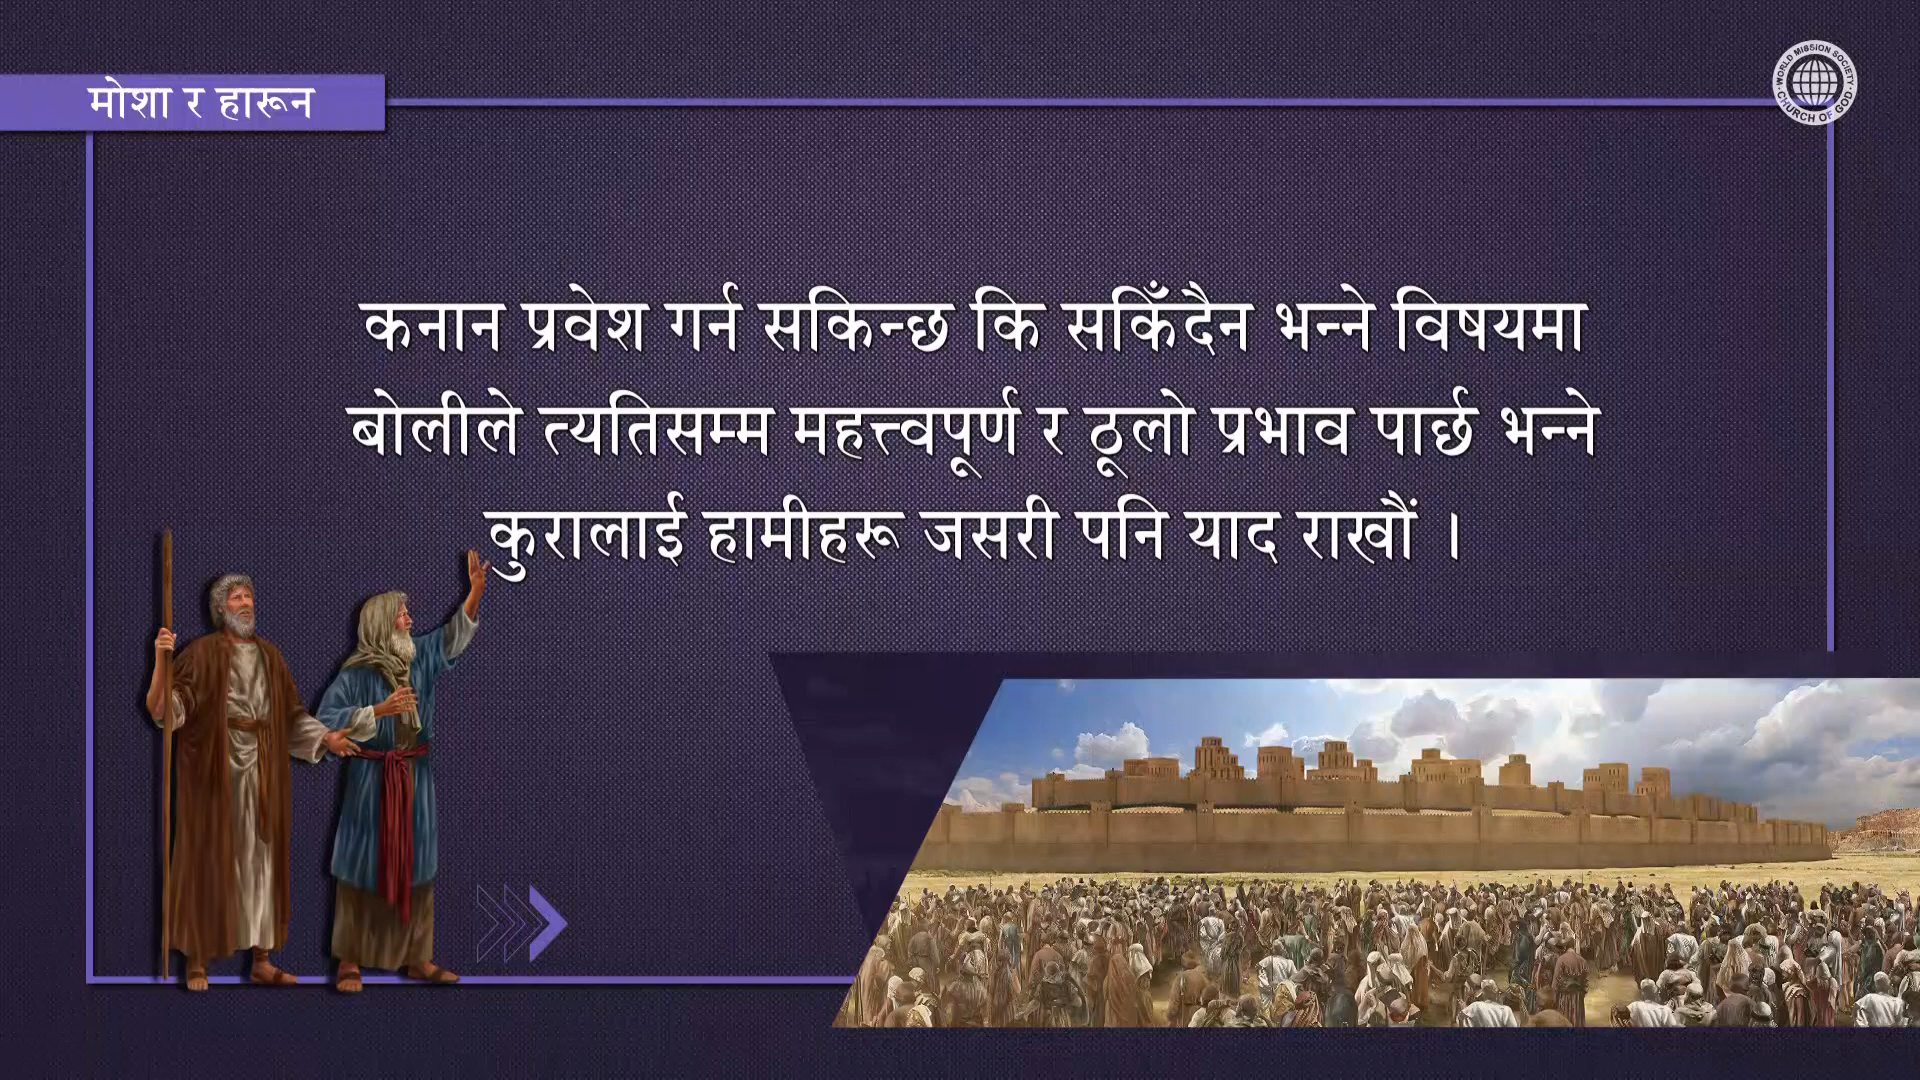 मोशा र हारून
WORLD MISSION SOCIETY CHURCH OF GOD
कनान प्रवेश गर्न सकिन्छ कि सकिँदैन भन्ने विषयमा
बोलीले त्यतिसम्म महत्त्वपूर्ण र ठूलो प्रभाव पार्छ भन्ने
कुरालाई हामीहरू जसरी पनि याद राखौं ।